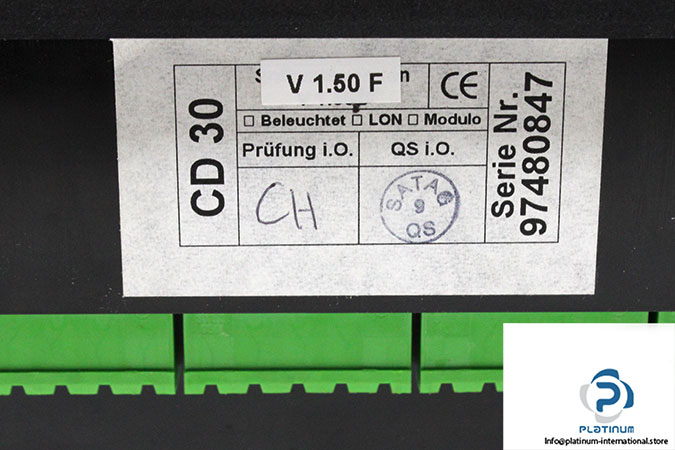 CD 30
V 1.50 F
CE
☐ Beleuchtet ☐ LON ☐ Modulo
Prüfung i.O.
QS i.O.
CH
SATAG
9
QS
Serie Nr.
97480847
PLATINUM
Info@platinum-international.store